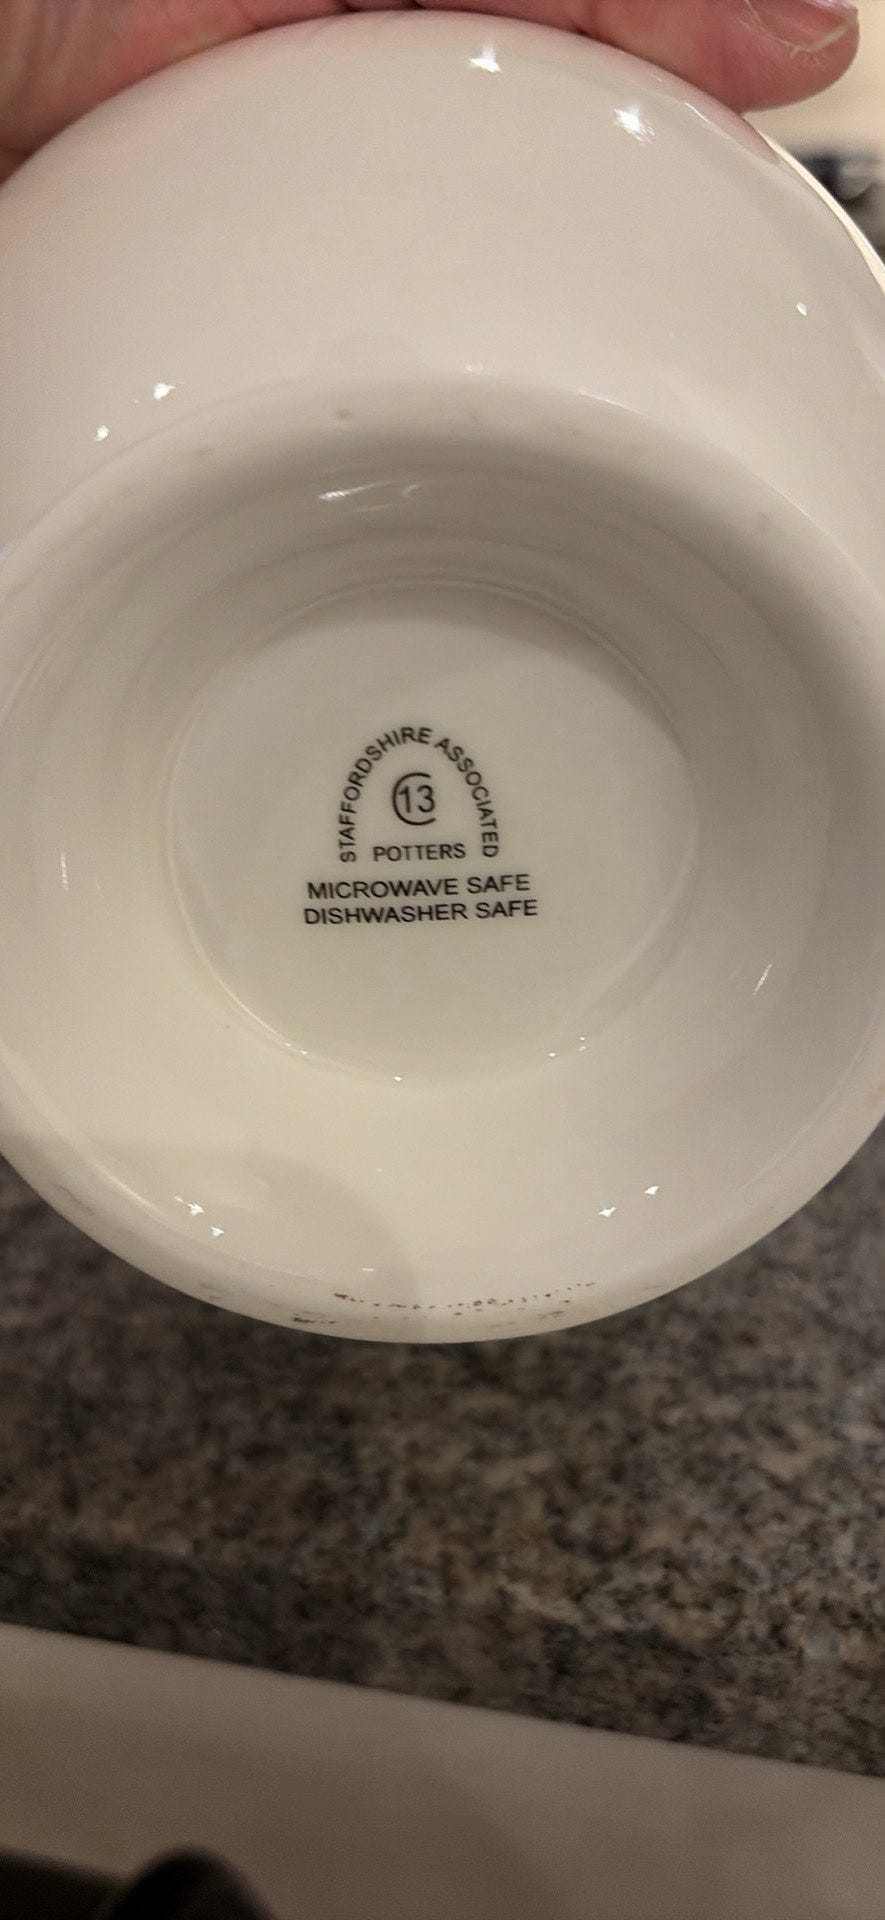 STAFFORDSHIRE ASSOCIATED
13
POTTERS
MICROWAVE SAFE
DISHWASHER SAFE